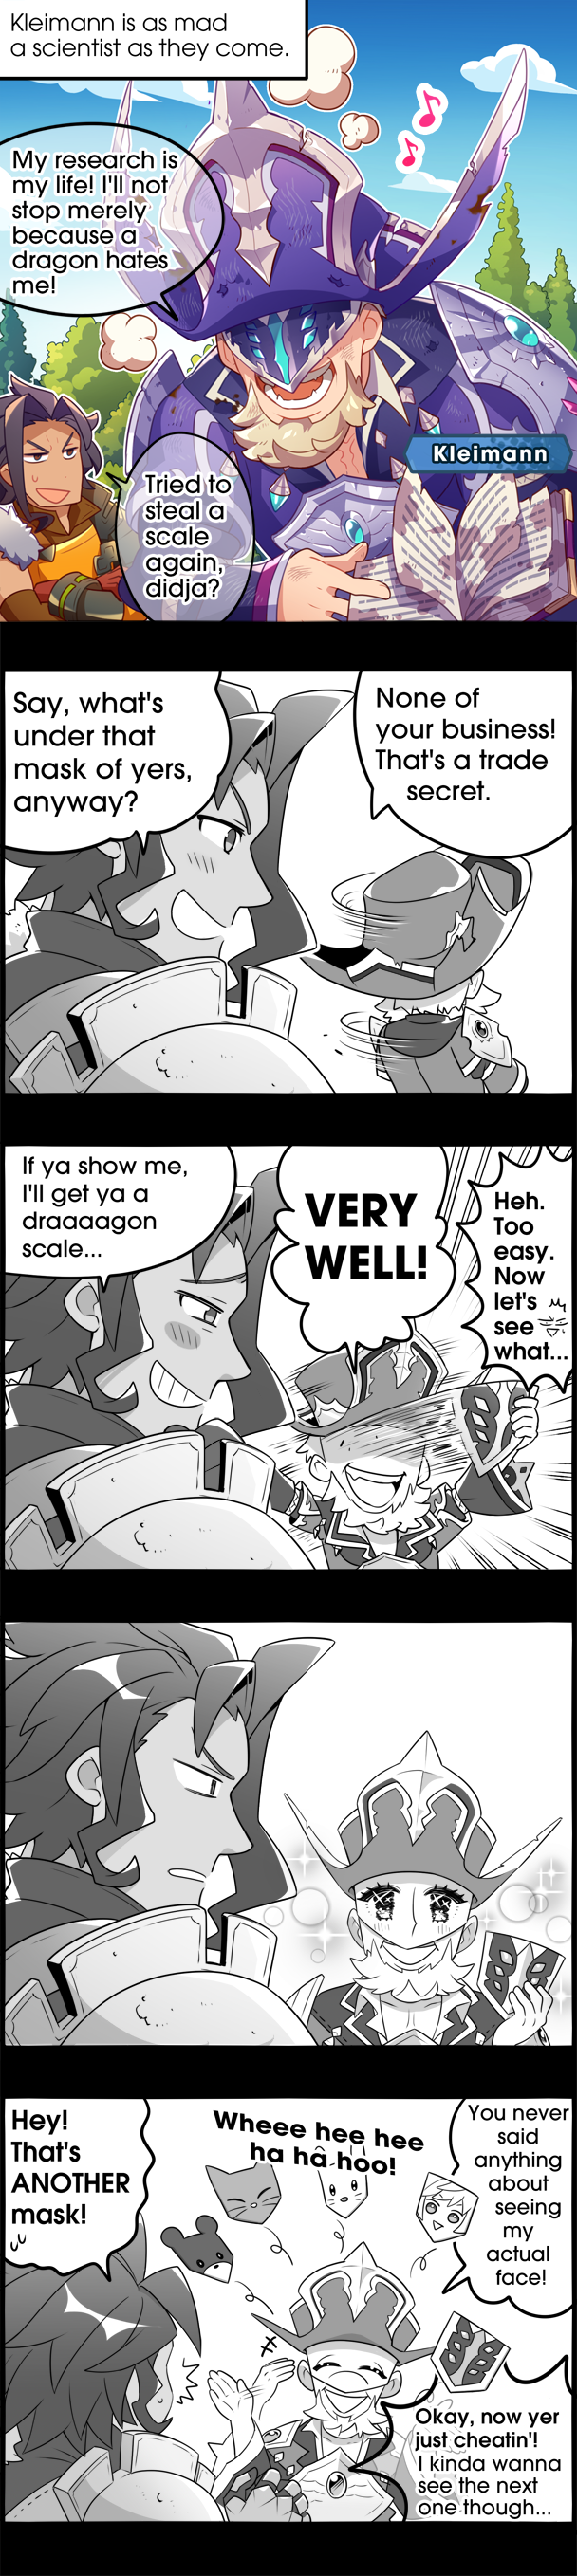 Kleimann is as mad
a scientist as they come.
My research is
my life! I'll not
stop merely
because a
dragon hates
me!
Kleimann
Tried to
steal a
scale
again,
didja?
Say, what's
under that
mask of yers,
anyway?
None of
your business!
That's a trade
secret.
If ya show me,
I'll get ya a
draaaagon
scale...
VERY
WELL!
Heh.
Too
easy.
Now
let's
see
what...
Hey!
That's
ANOTHER
mask!
Wheee hee hee
ha ha hoo!
You never
said
anything
about
seeing
my
actual
face!
Okay, now yer
just cheatin'!
I kinda wanna
see the next
one though...